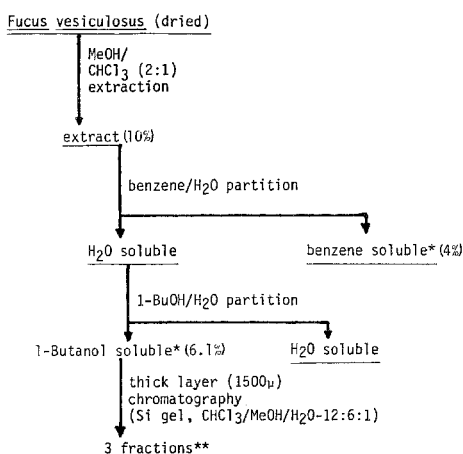 Fucus vesiculosus (dried)
MeOH/
CHCl3 (2:1)
extraction
extract(10%)
benzene/H2O partition
H2O soluble
benzene soluble* (4%)
1-BuOH/H2O partition
l-Butanol soluble* (6.1%)
H2O soluble
thick layer (1500μ)
chromatography
(Si gel, CHCl3/MeOH/H2O-12:6:1)
3 fractions**